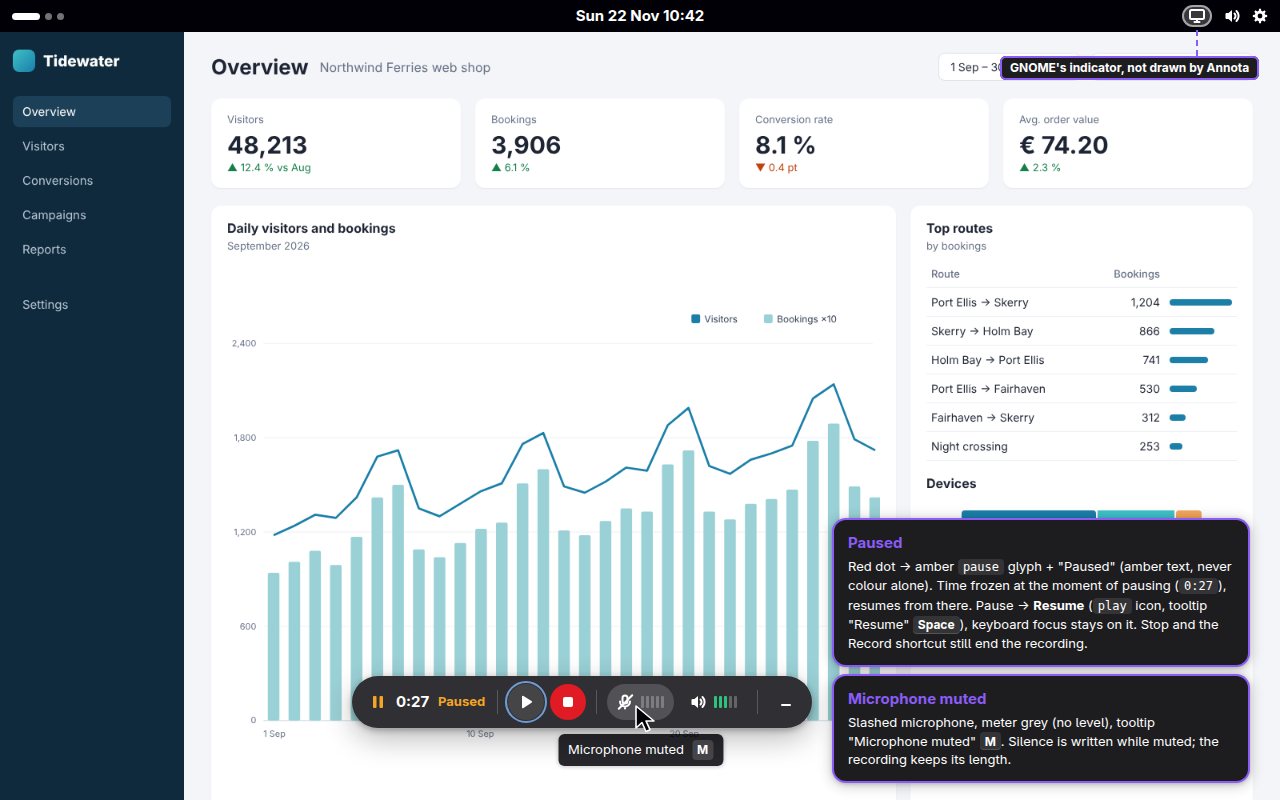 Sun 22 Nov 10:42
Tidewater
Overview
Visitors
Conversions
Campaigns
Reports
Settings
Overview Northwind Ferries web shop
1 Sep – 30
GNOME's indicator, not drawn by Annota
Visitors
48,213
▲ 12.4 % vs Aug
Bookings
3,906
▲ 6.1 %
Conversion rate
8.1 %
▼ 0.4 pt
Avg. order value
€ 74.20
▲ 2.3 %
Daily visitors and bookings
September 2026
Visitors Bookings ×10
2,400
1,800
1,200
600
0
1 Sep 10 Sep 20 Sep
Top routes
by bookings
Route Bookings
Port Ellis → Skerry 1,204
Skerry → Holm Bay 866
Holm Bay → Port Ellis 741
Port Ellis → Fairhaven 530
Fairhaven → Skerry 312
Night crossing 253
Devices
Paused
Red dot → amber pause glyph + "Paused" (amber text, never
colour alone). Time frozen at the moment of pausing ( 0:27 ),
resumes from there. Pause → Resume ( play icon, tooltip
"Resume" Space ), keyboard focus stays on it. Stop and the
Record shortcut still end the recording.
0:27 Paused
Microphone muted M
Microphone muted
Slashed microphone, meter grey (no level), tooltip
"Microphone muted" M . Silence is written while muted; the
recording keeps its length.